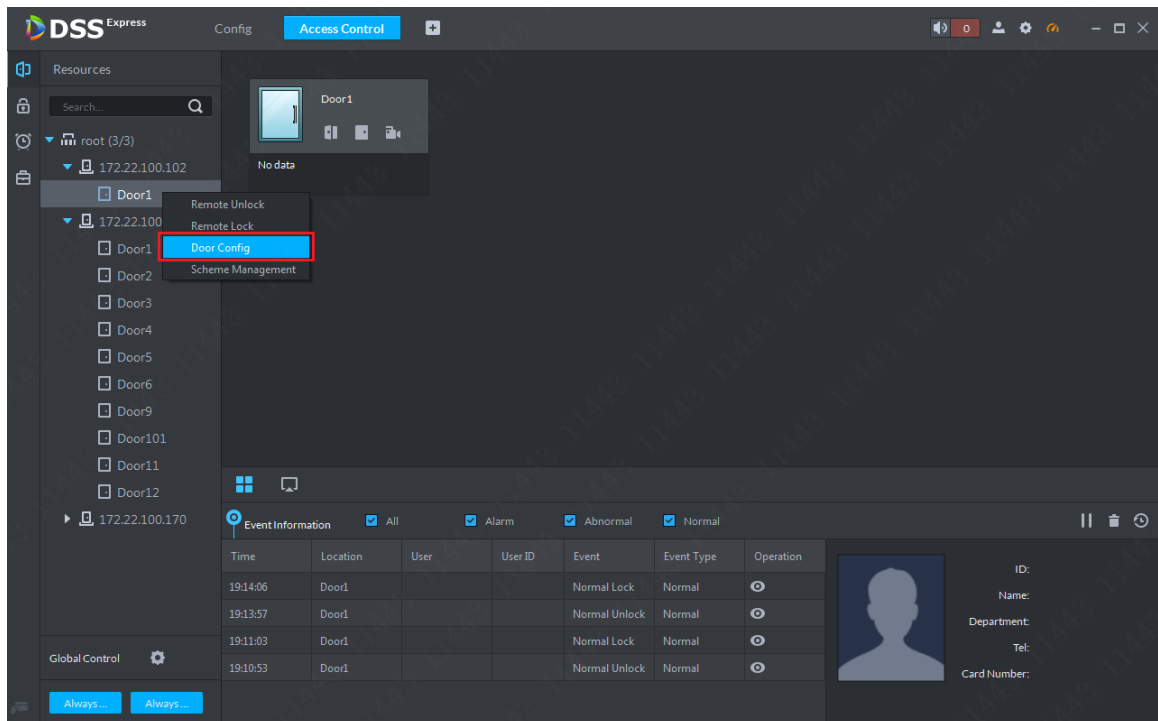 DSS Express Config Access Control 0
Resources
Search...
root (3/3)
172.22.100.102
Door1
172.22.100
Door1
Door2
Door3
Door4
Door5
Door6
Door9
Door101
Door11
Door12
172.22.100.170
Global Control
Always... Always...
Door1
No data
Remote Unlock
Remote Lock
Door Config
Scheme Management
Event Information All Alarm Abnormal Normal
Time Location User User ID Event Event Type Operation
19:14:06 Door1 Normal Lock Normal
19:13:57 Door1 Normal Unlock Normal
19:11:03 Door1 Normal Lock Normal
19:10:53 Door1 Normal Unlock Normal
ID:
Name:
Department:
Tel:
Card Number:
11443